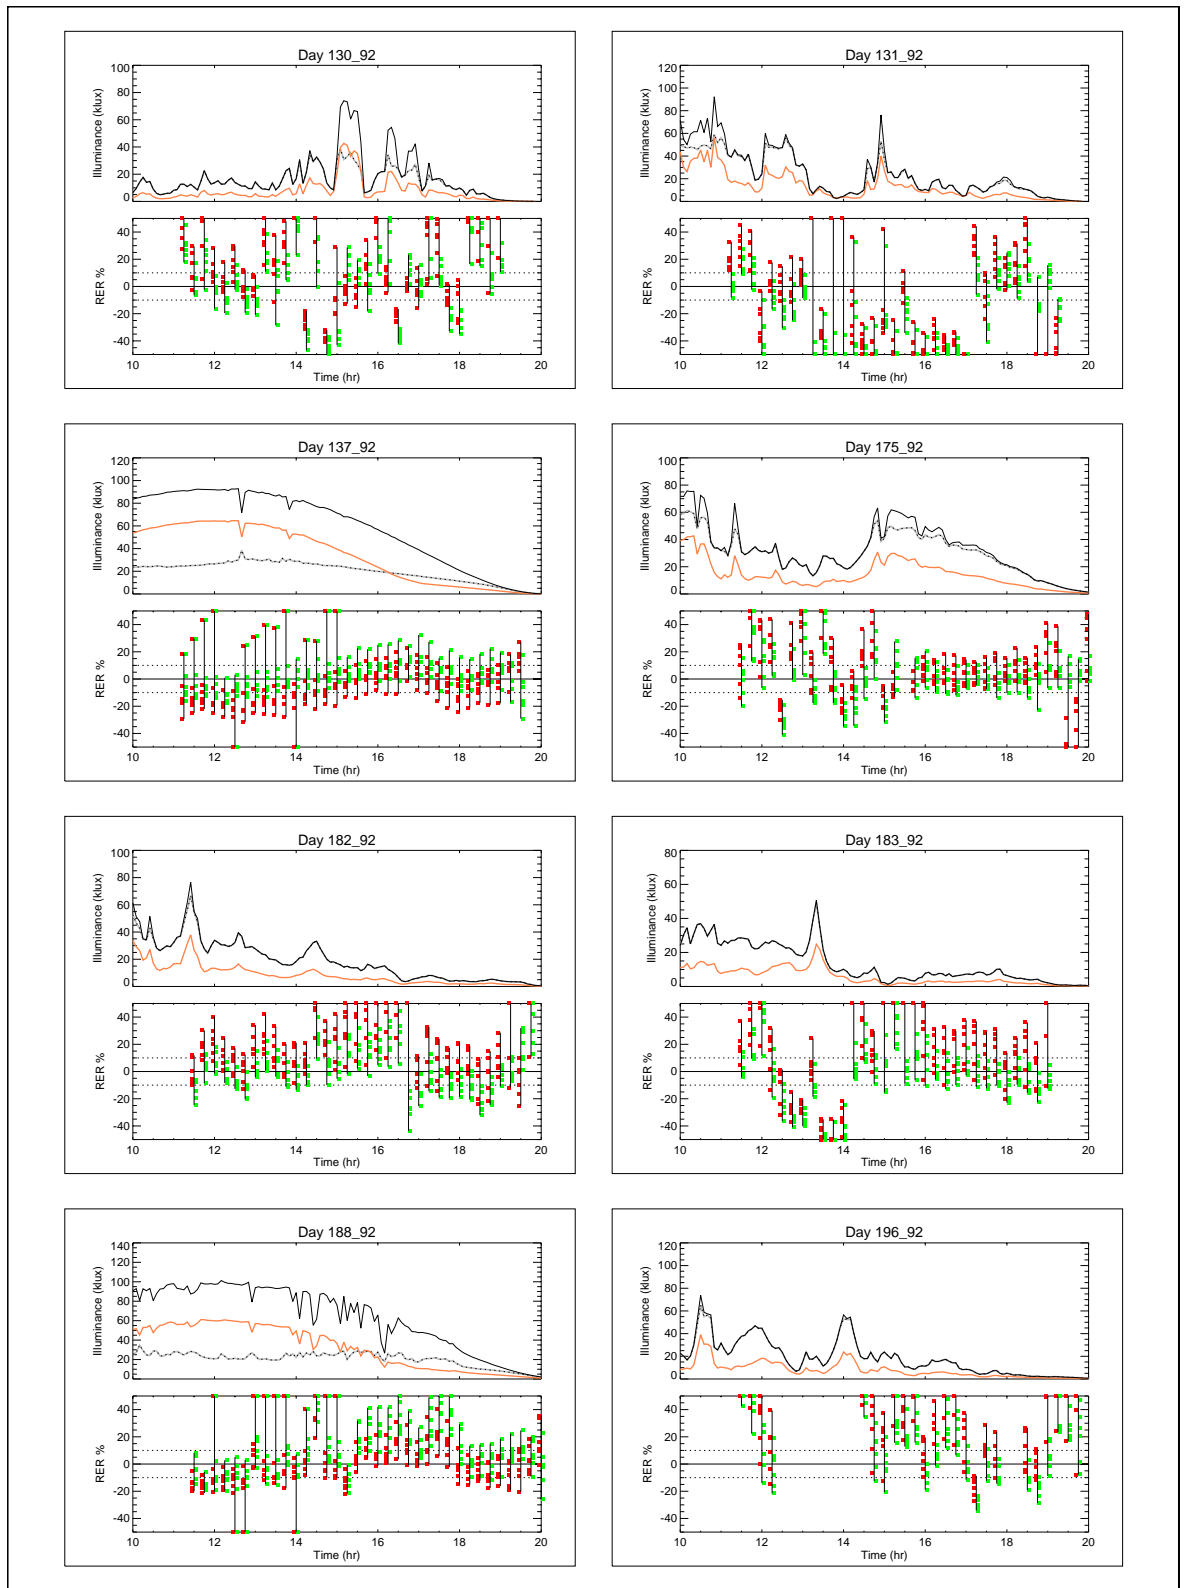 Day 130_92
Illuminance (klux)
100
80
60
40
20
0
RER %
40
20
0
-20
-40
10 12 14 16 18 20
Time (hr)
Day 131_92
Illuminance (klux)
120
100
80
60
40
20
0
RER %
40
20
0
-20
-40
10 12 14 16 18 20
Time (hr)
Day 137_92
Illuminance (klux)
120
100
80
60
40
20
0
RER %
40
20
0
-20
-40
10 12 14 16 18 20
Time (hr)
Day 175_92
Illuminance (klux)
100
80
60
40
20
0
RER %
40
20
0
-20
-40
10 12 14 16 18 20
Time (hr)
Day 182_92
Illuminance (klux)
100
80
60
40
20
0
RER %
40
20
0
-20
-40
10 12 14 16 18 20
Time (hr)
Day 183_92
Illuminance (klux)
80
60
40
20
0
RER %
40
20
0
-20
-40
10 12 14 16 18 20
Time (hr)
Day 188_92
Illuminance (klux)
140
120
100
80
60
40
20
0
RER %
40
20
0
-20
-40
10 12 14 16 18 20
Time (hr)
Day 196_92
Illuminance (klux)
120
100
80
60
40
20
0
RER %
40
20
0
-20
-40
10 12 14 16 18 20
Time (hr)